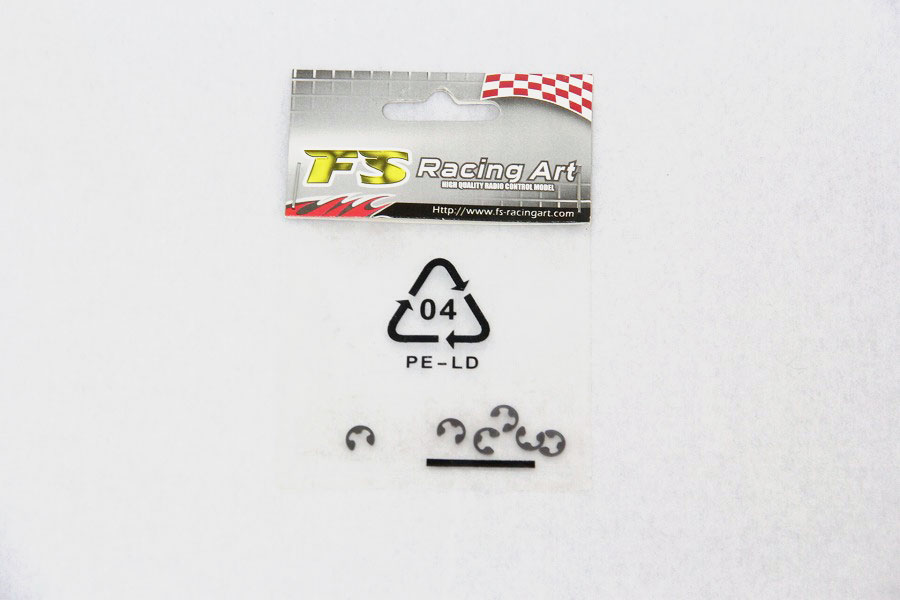 FS Racing Art
HIGH QUALITY RADIO CONTROL MODEL
Http://www.fs-racingart.com
04
PE-LD